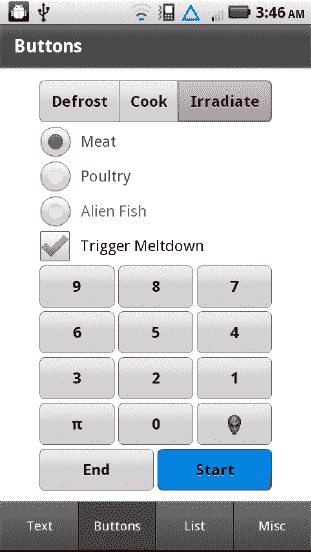 3:46 AM
Buttons
Defrost Cook Irradiate
Meat
Poultry
Alien Fish
Trigger Meltdown
9 8 7
6 5 4
3 2 1
π 0
End Start
Text Buttons List Misc